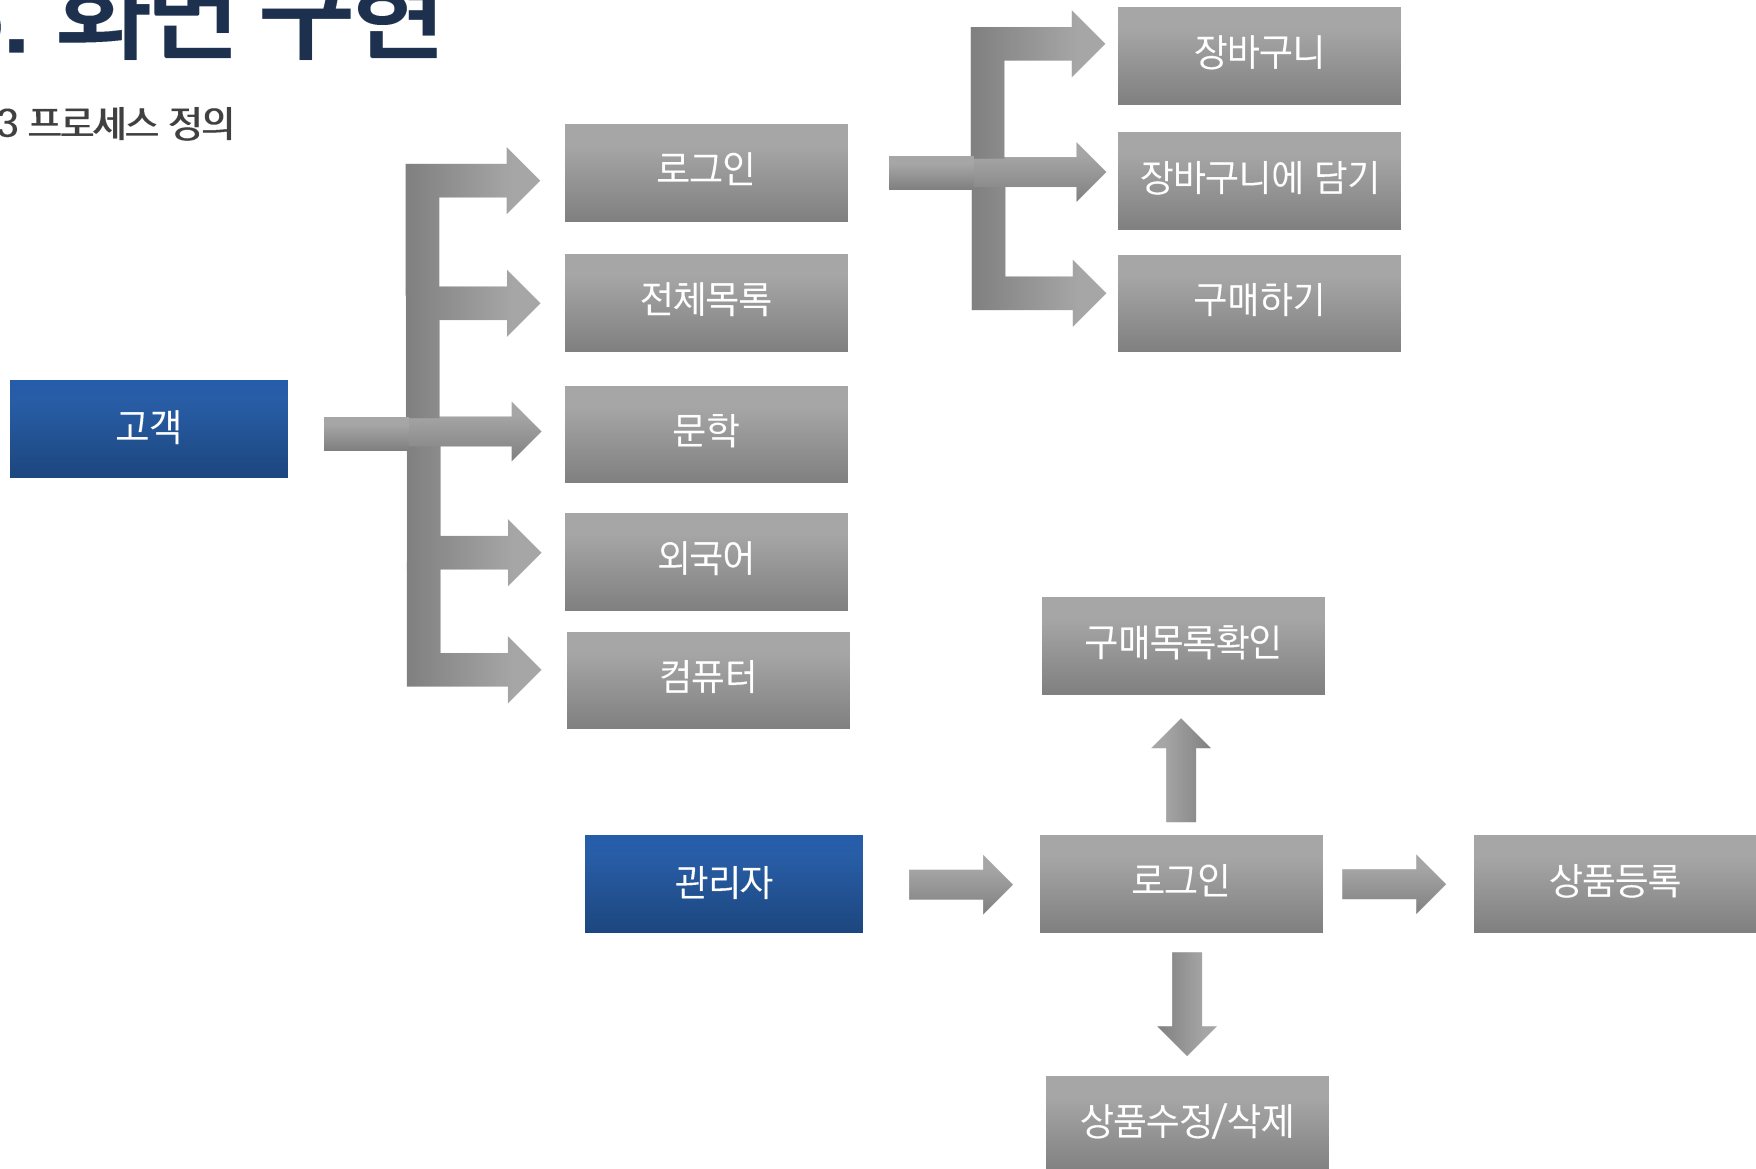 . 화면 구현
3 프로세스 정의
장바구니
로그인
장바구니에 담기
전체목록
구매하기
고객
문학
외국어
컴퓨터
구매목록확인
관리자
로그인
상품등록
상품수정/삭제